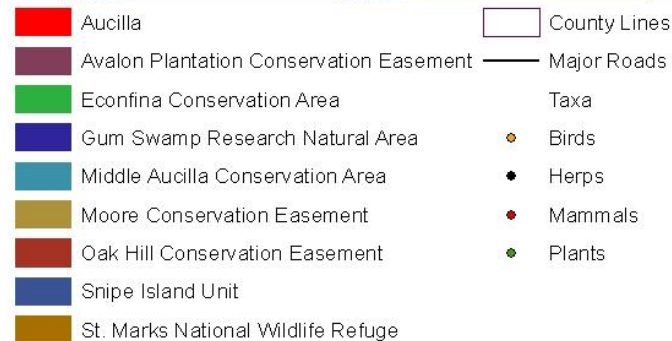 Aucilla
Avalon Plantation Conservation Easement
Econfina Conservation Area
Gum Swamp Research Natural Area
Middle Aucilla Conservation Area
Moore Conservation Easement
Oak Hill Conservation Easement
Snipe Island Unit
St. Marks National Wildlife Refuge
County Lines
Major Roads
Taxa
Birds
Herps
Mammals
Plants